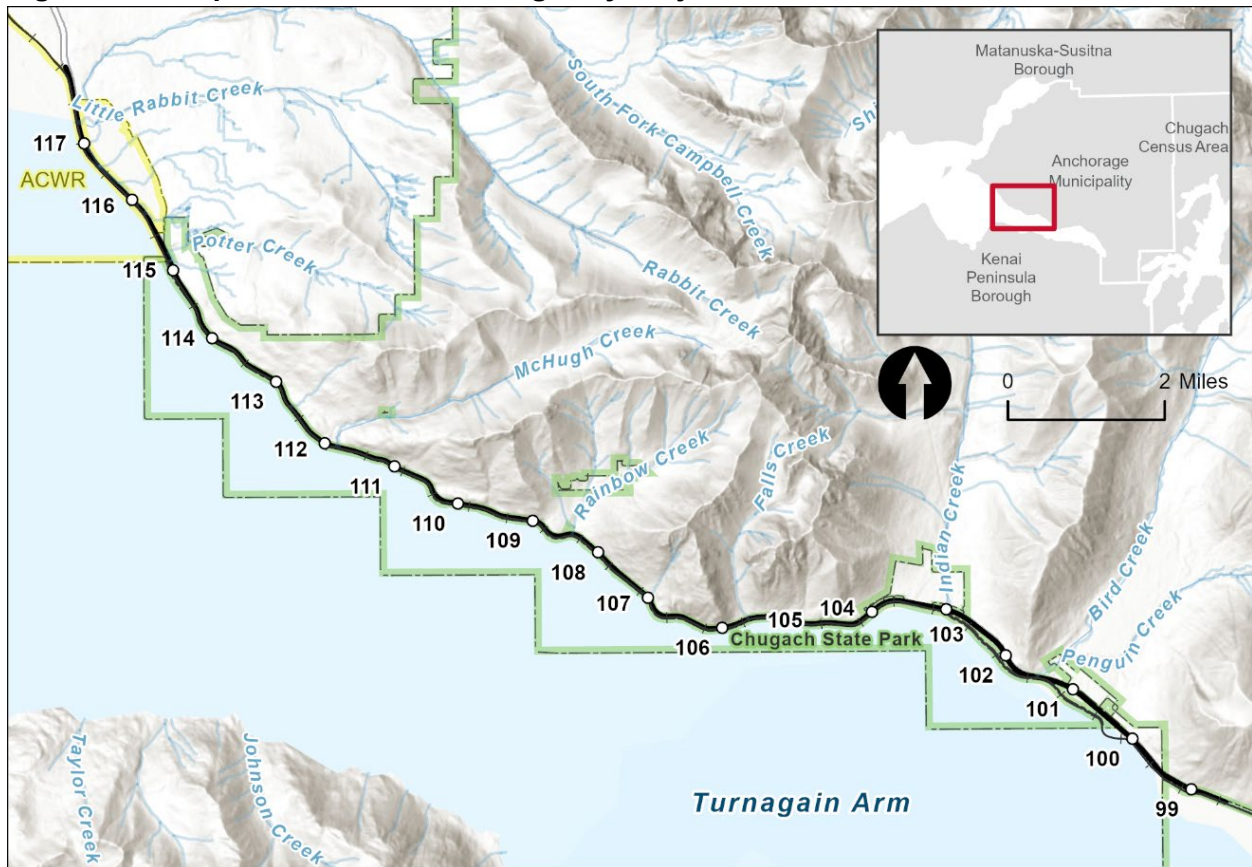 Little Rabbit Creek
117
ACWR
116
Potter Creek
115
114
113
112
111
110
109
108
107
106
105
104
103
102
101
100
99
South Fork Campbell Creek
Rabbit Creek
McHugh Creek
Rainbow Creek
Falls Creek
Indian Creek
Bird Creek
Penguin Creek
Chugach State Park
Shi
Matanuska-Susitna
Borough
Chugach
Census Area
Anchorage
Municipality
Kenai
Peninsula
Borough
0 2 Miles
Taylor Creek
Johnson Creek
Turnagain Arm